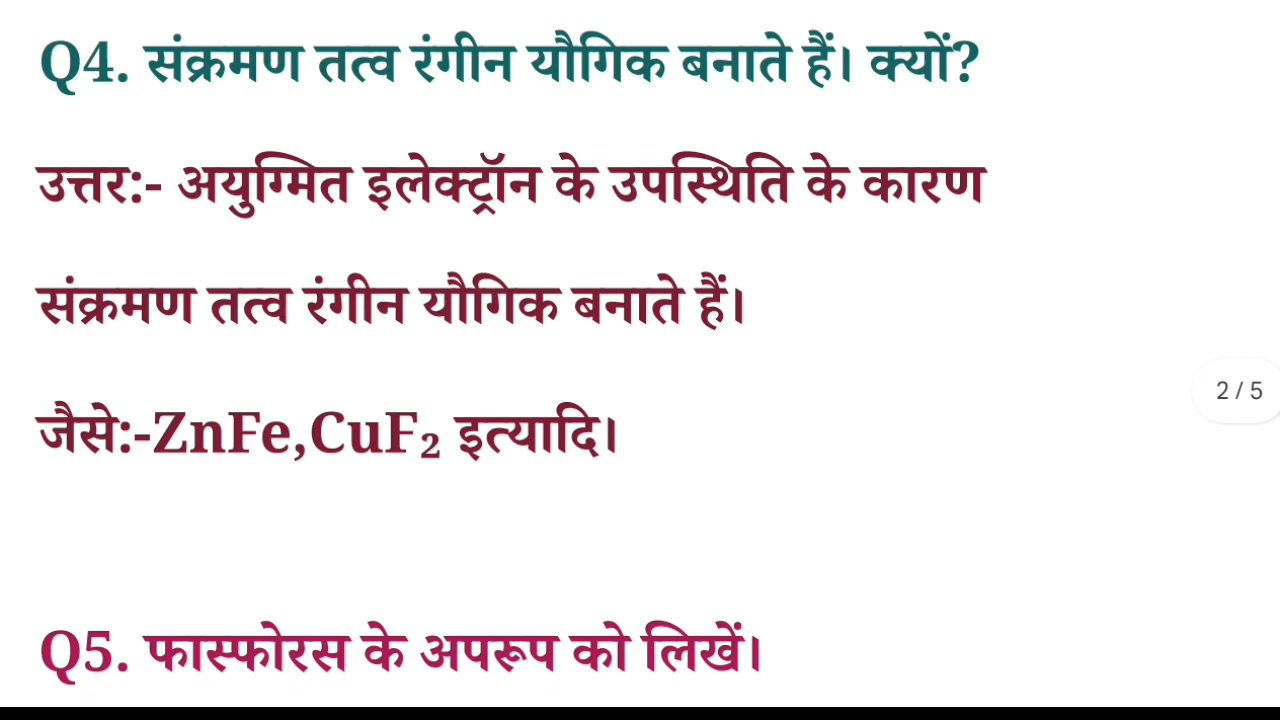 Q4. संक्रमण तत्व रंगीन यौगिक बनाते हैं। क्यों?
उत्तर:- अयुग्मित इलेक्ट्रॉन के उपस्थिति के कारण
संक्रमण तत्व रंगीन यौगिक बनाते हैं।
2 / 5
जैसे:-ZnFe,CuF₂ इत्यादि।
Q5. फास्फोरस के अपरूप को लिखें।